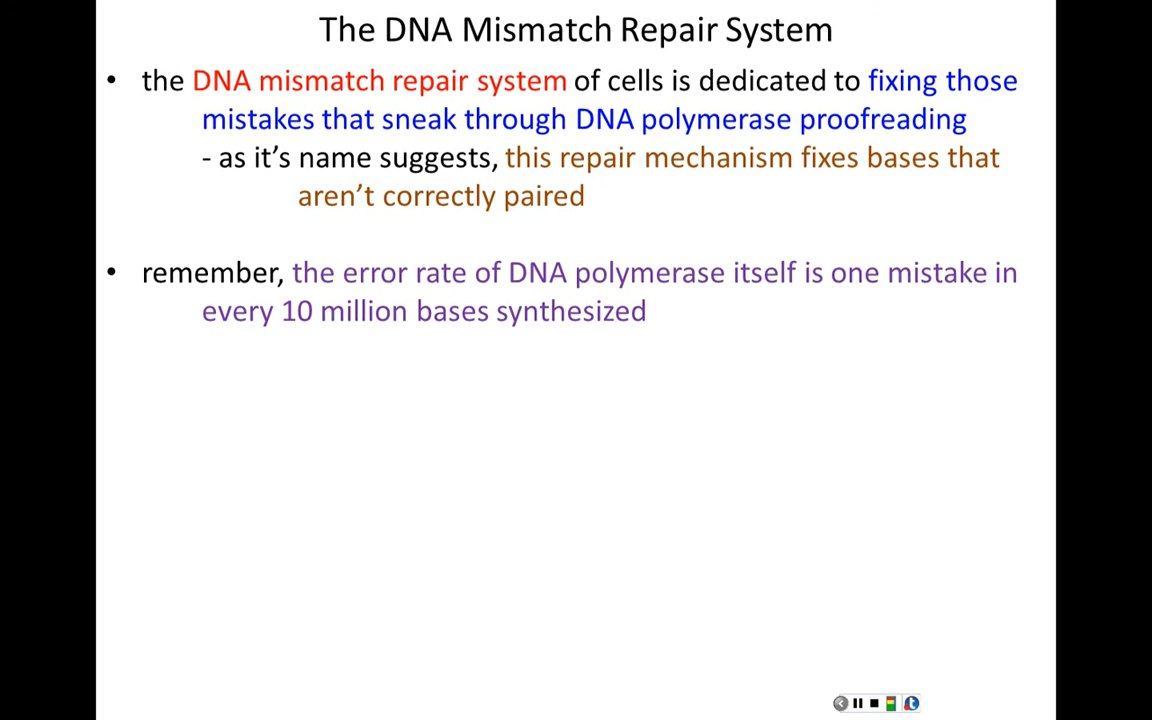 The DNA Mismatch Repair System
• the DNA mismatch repair system of cells is dedicated to fixing those
mistakes that sneak through DNA polymerase proofreading
- as it’s name suggests, this repair mechanism fixes bases that
aren’t correctly paired
• remember, the error rate of DNA polymerase itself is one mistake in
every 10 million bases synthesized